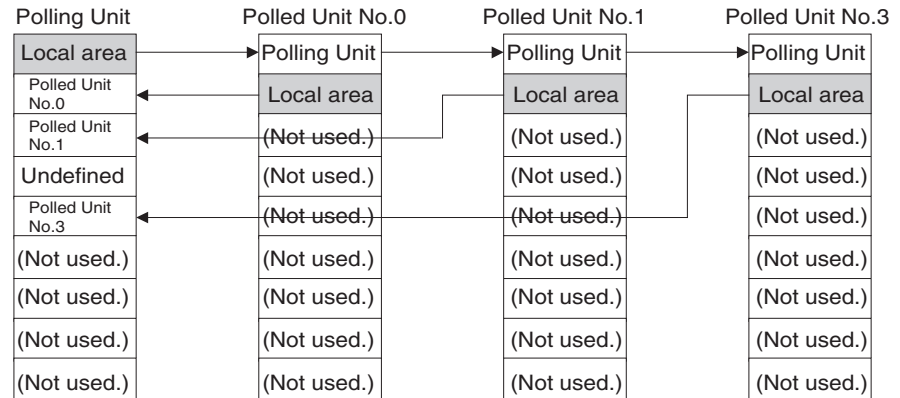 Polling Unit Polled Unit No.0 Polled Unit No.1 Polled Unit No.3
Local area Polling Unit Polling Unit Polling Unit
Polled Unit
No.0
Local area Local area Local area
Polled Unit
No.1
(Not used.) (Not used.) (Not used.)
Undefined (Not used.) (Not used.) (Not used.)
Polled Unit
No.3
(Not used.) (Not used.) (Not used.)
(Not used.) (Not used.) (Not used.) (Not used.)
(Not used.) (Not used.) (Not used.) (Not used.)
(Not used.) (Not used.) (Not used.) (Not used.)
(Not used.) (Not used.) (Not used.) (Not used.)